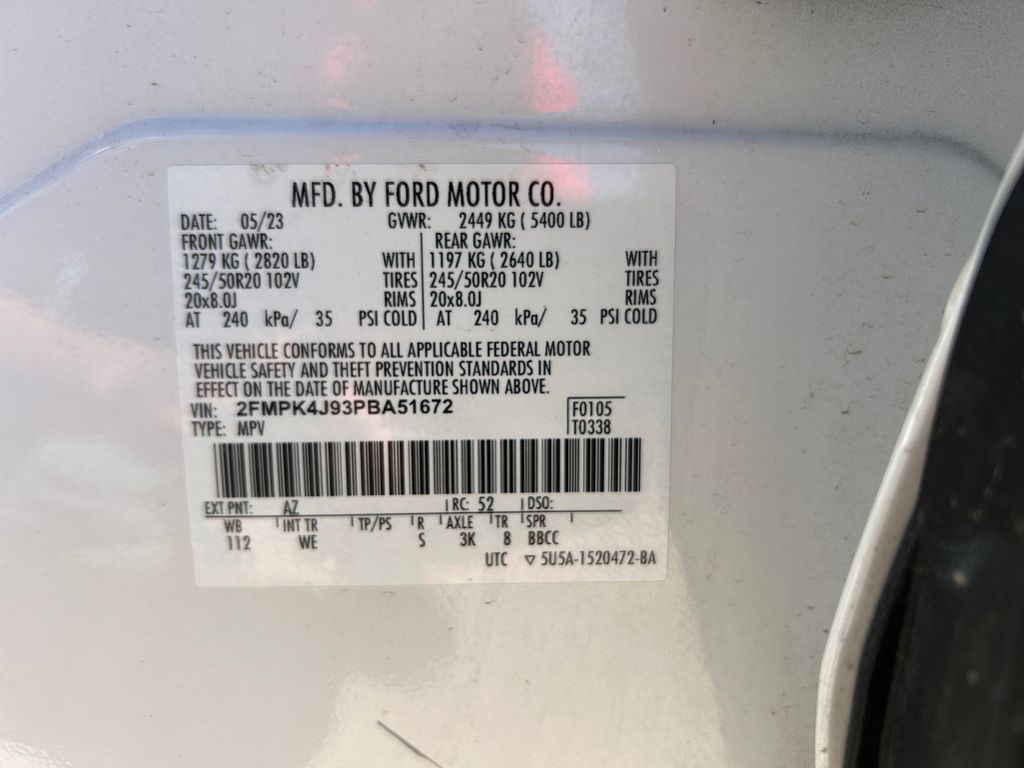 MFD. BY FORD MOTOR CO.
DATE: 05/23 GVWR: 2449 KG ( 5400 LB)
FRONT GAWR: REAR GAWR:
1279 KG ( 2820 LB) WITH 1197 KG ( 2640 LB) WITH
245/50R20 102V TIRES 245/50R20 102V TIRES
20x8.0J RIMS 20x8.0J RIMS
AT 240 kPa/ 35 PSI COLD AT 240 kPa/ 35 PSI COLD
THIS VEHICLE CONFORMS TO ALL APPLICABLE FEDERAL MOTOR
VEHICLE SAFETY AND THEFT PREVENTION STANDARDS IN
EFFECT ON THE DATE OF MANUFACTURE SHOWN ABOVE.
VIN: 2FMPK4J93PBA51672 F0105
TYPE: MPV T0338
EXT PNT: AZ RC: 52 DSO:
WB INT TR TP/PS R AXLE TR SPR
112 WE S 3K 8 BBCC
UTC ▽ 5U5A-1520472-BA